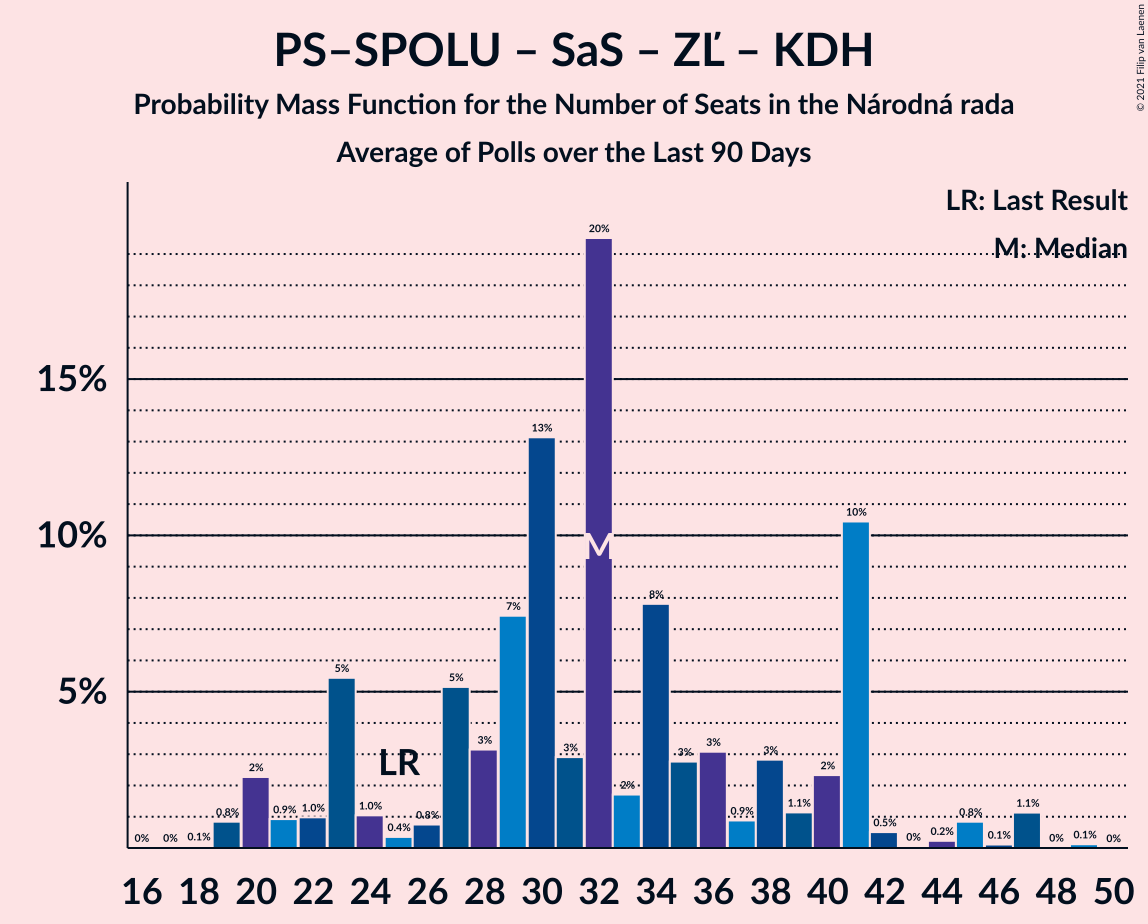 PS–SPOLU – SaS – ZĽ – KDH
Probability Mass Function for the Number of Seats in the Národná rada
Average of Polls over the Last 90 Days
© 2021 Filip van Laenen
LR: Last Result
M: Median
15%
10%
5%
0% 0% 0.1% 0.8% 2% 0.9% 1.0% 5% 1.0% 0.4% 0.8% 5% 3% 7% 13% 3% 20% 2% 8% 3% 3% 0.9% 3% 1.1% 2% 10% 0.5% 0% 0.2% 0.8% 0.1% 1.1% 0% 0.1% 0%
LR
M
16 18 20 22 24 26 28 30 32 34 36 38 40 42 44 46 48 50